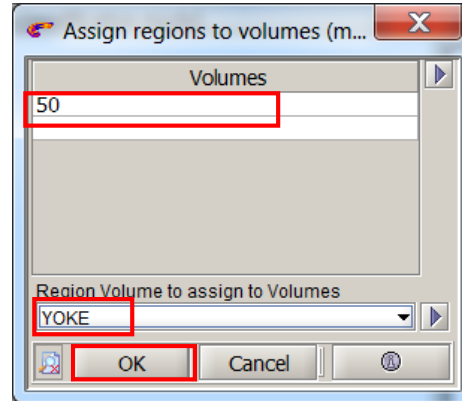 Assign regions to volumes (m...
Volumes
50
Region Volume to assign to Volumes
YOKE
OK Cancel